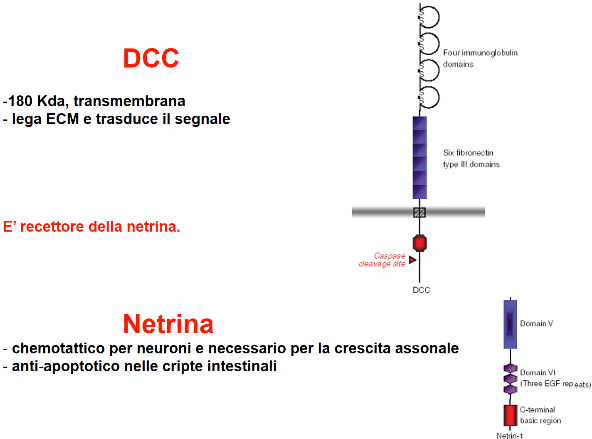 DCC
-180 Kda, transmembrana
- lega ECM e trasduce il segnale
E' recettore della netrina.
Four immunoglobulin
domains
Six fibronectin
type III domains
Caspase
cleavage site
DCC
Netrina
- chemotattico per neuroni e necessario per la crescita assonale
- anti-apoptotico nelle cripte intestinali
Domain V
Domain VI
(Three EGF repeats)
C-terminal
basic region
Netrin-1